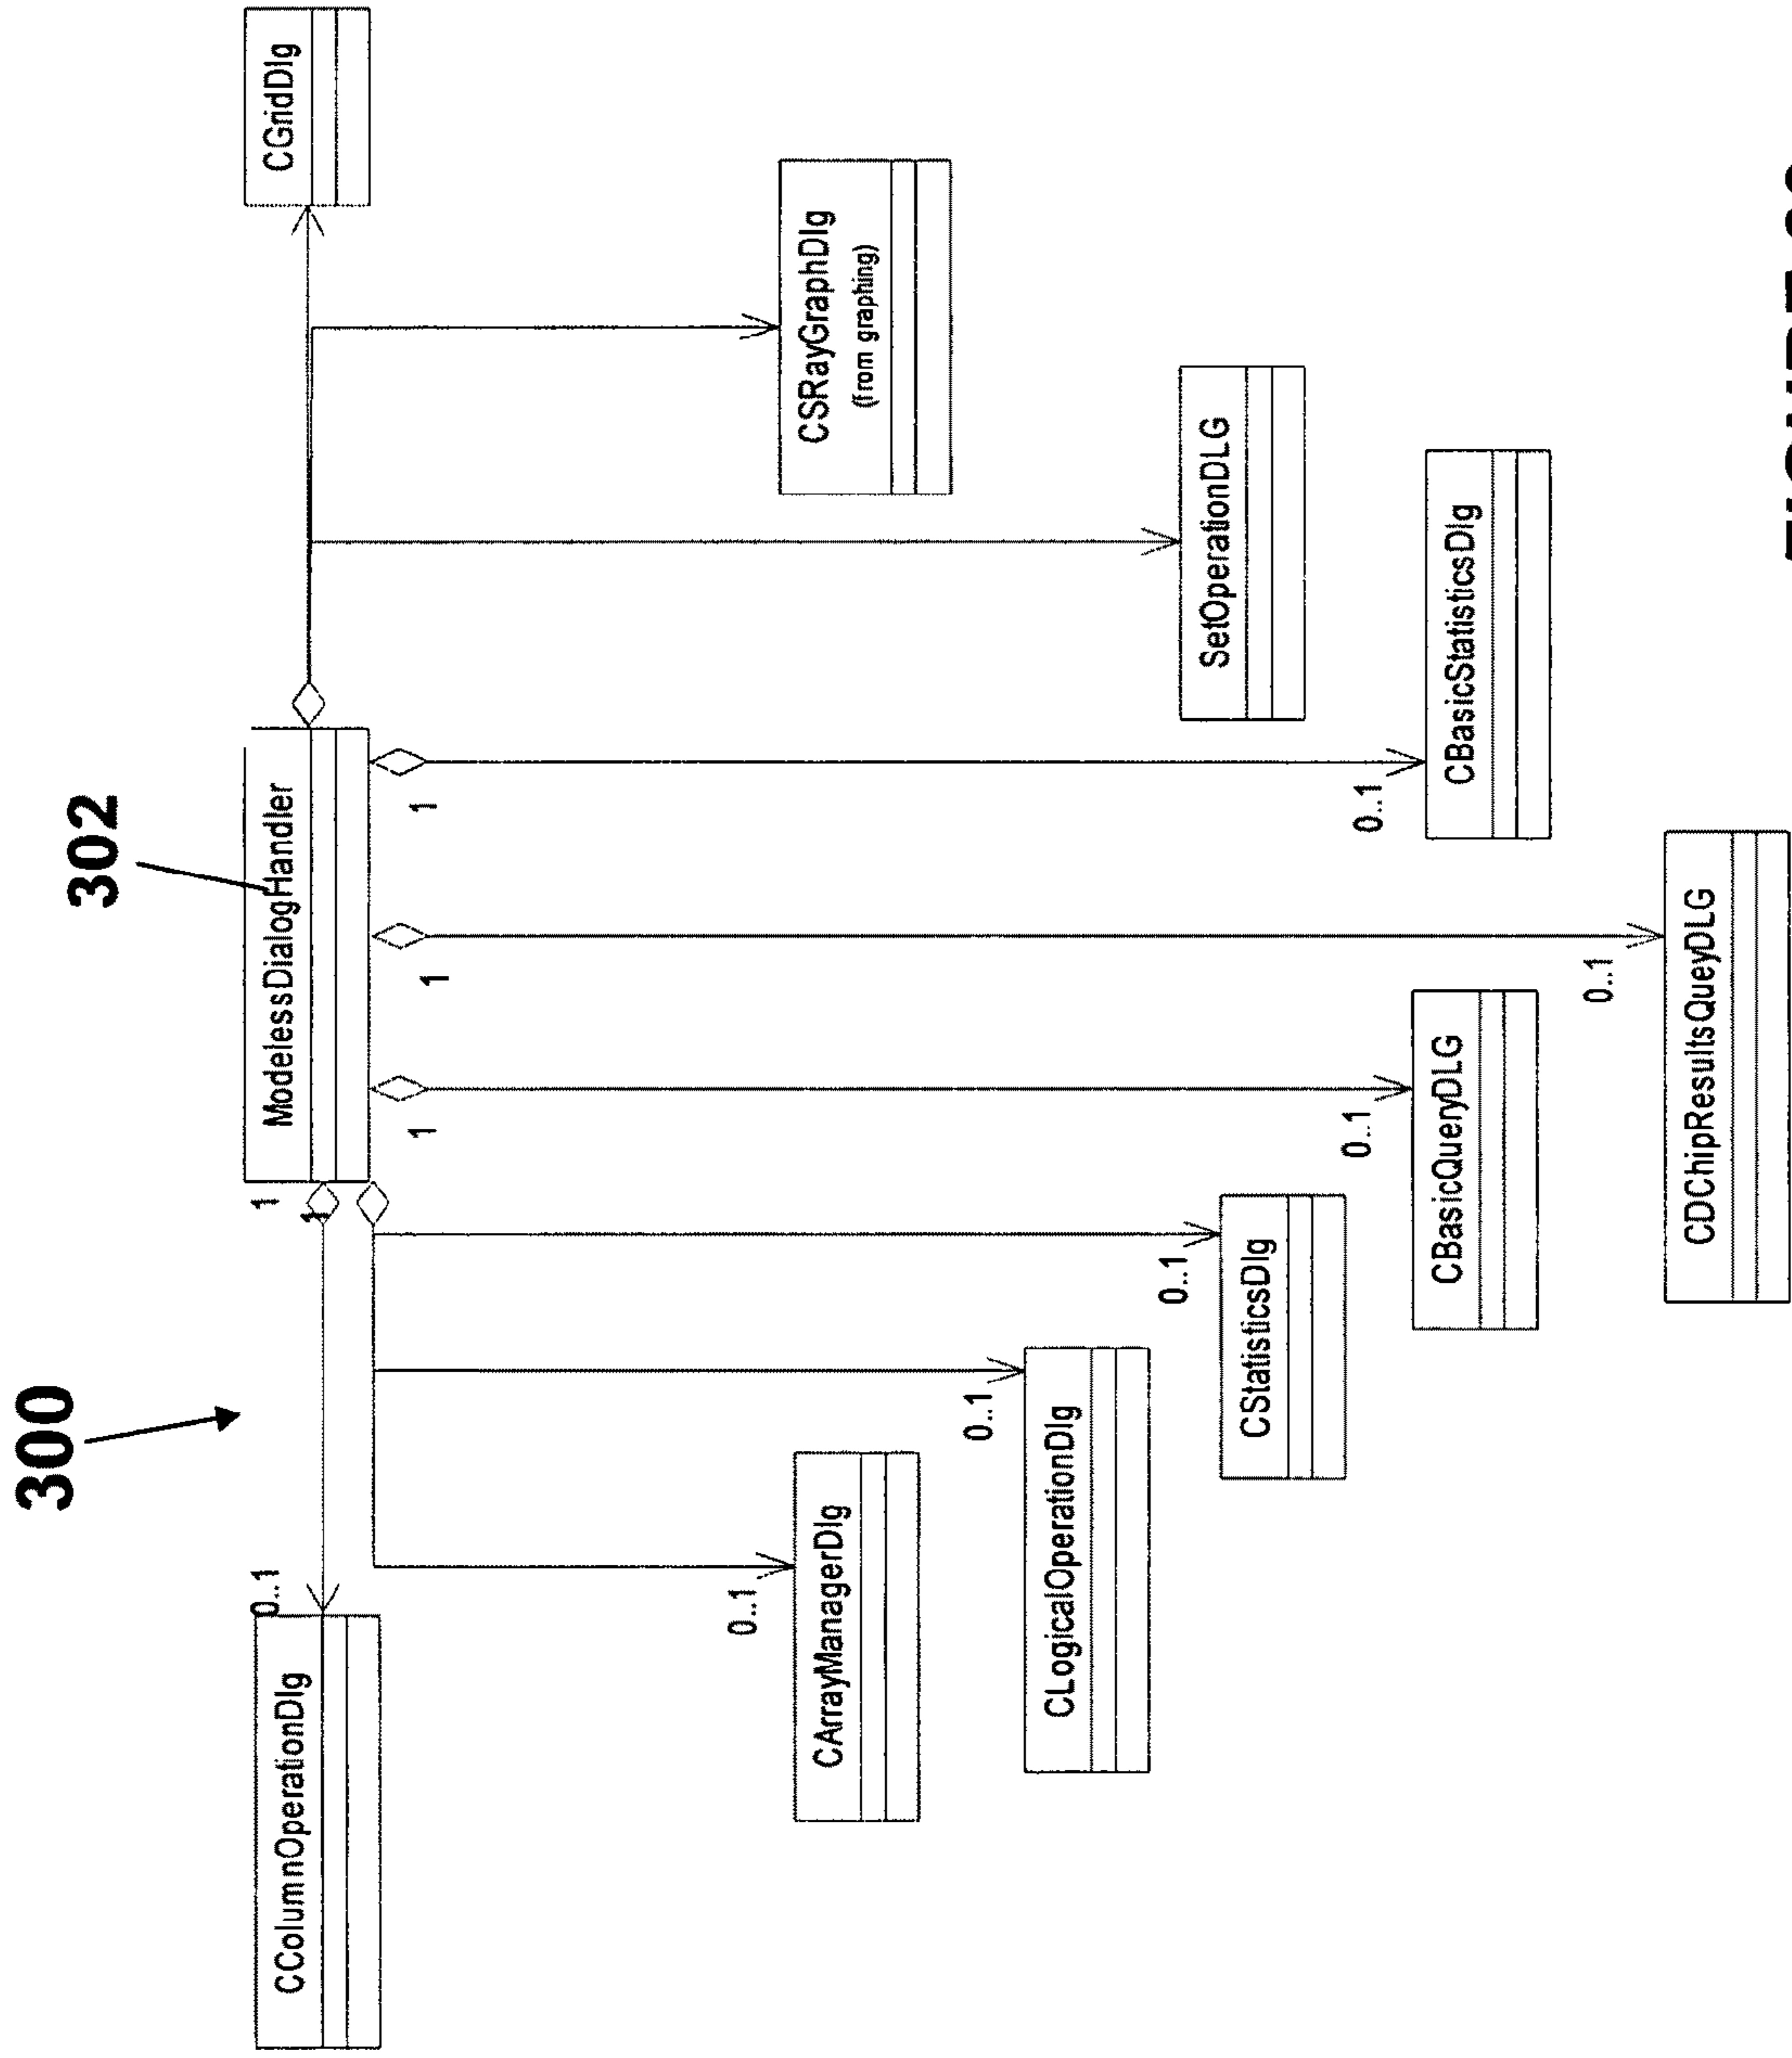 300
302
0..1
1
CColumnOperationDlg
ModelessDialogHandler
CGridDlg
1
1
1
1
0..1
CArrayManagerDlg
CSRayGraphDlg
(from graphing)
0..1
CLogicalOperationDlg
0..1
SetOperationDLG
CStatisticsDlg
0..1
0..1
CBasicQueryDLG
CBasicStatisticsDlg
0..1
CDChipResultsQueyDLG